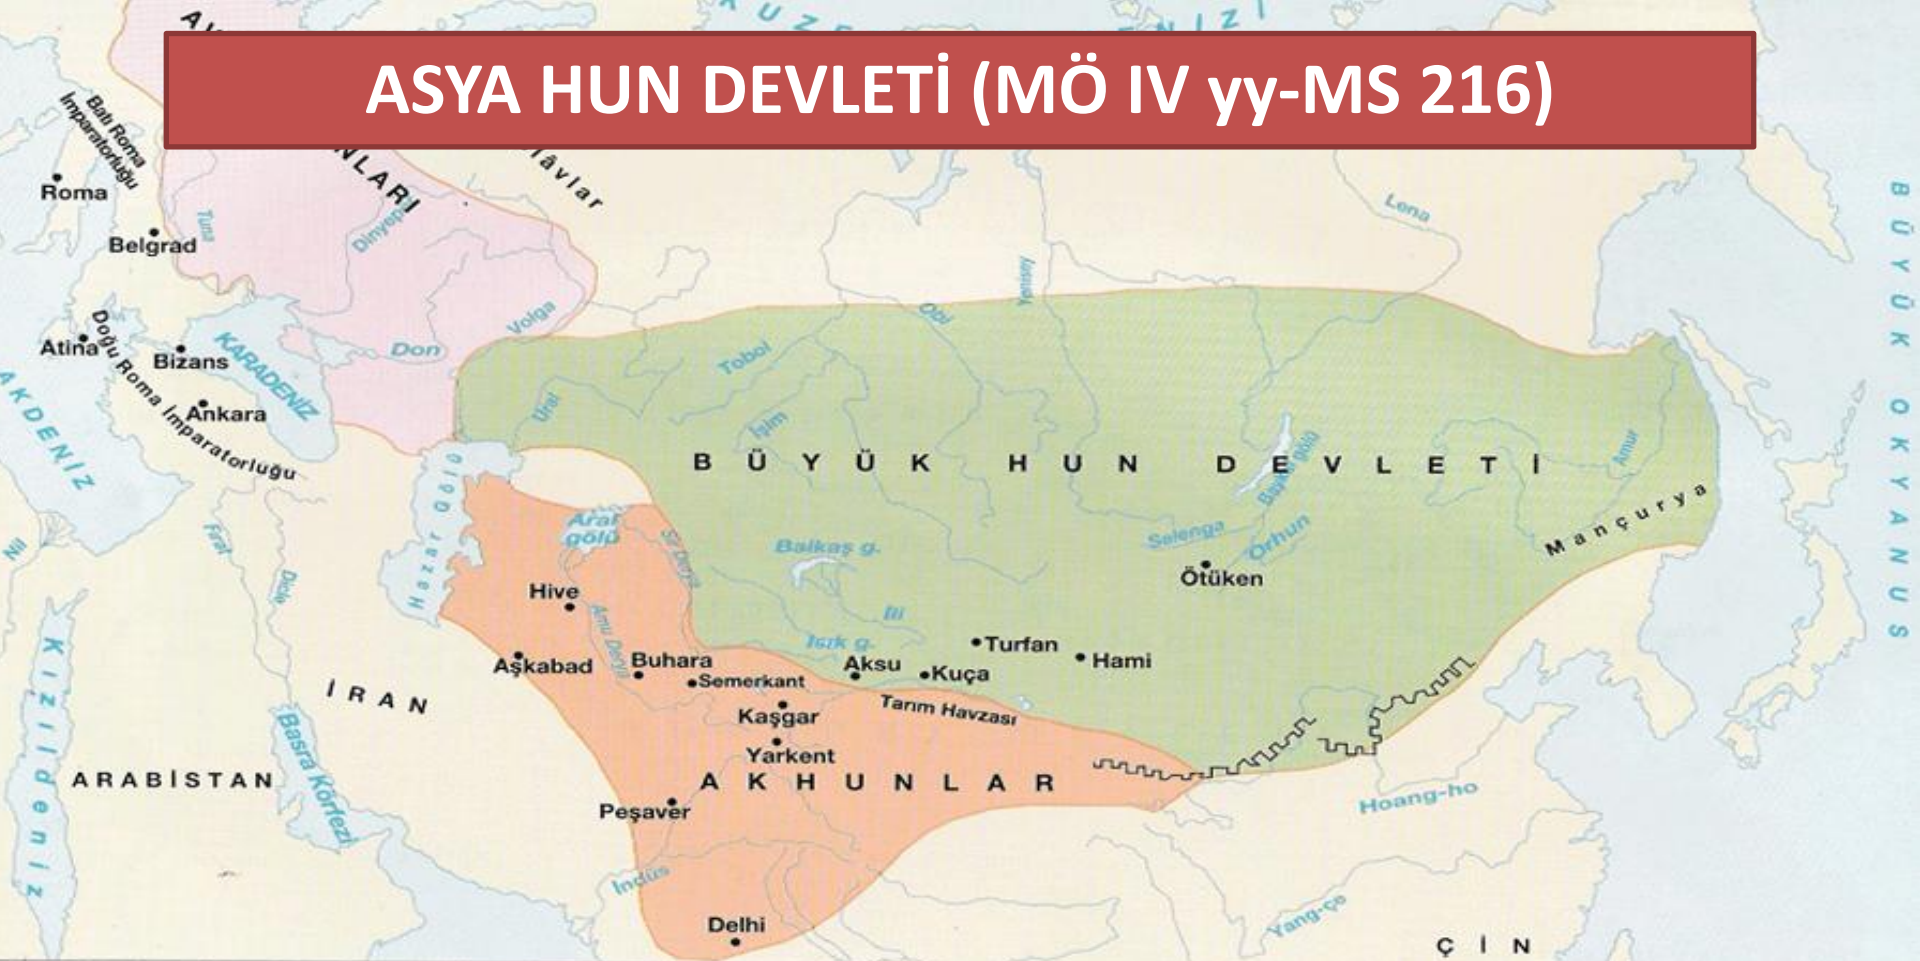 ASYA HUN DEVLETİ (MÖ IV yy-MS 216)
Batı Roma
İmparatorluğu
Roma
Belgrad
Tuna
Dinyeper
Lena
Yenisey
Obi
Volga
Don
Tobol
KARADENİZ
Atina
Bizans
Doğu Roma İmparatorluğu
Ankara
AKDENİZ
Ural
İşim
BÜYÜK HUN DEVLETİ
Baykal gölü
Amur
Mançurya
BÜYÜK OKYANUS
Hazar Gölü
Aral
gölü
Sir Derya
Balkaş g.
Selenga
Orhun
Ötüken
Nil
Fırat
Dicle
Hive
Amu Derya
İli
Isık g.
Turfan
Hami
Aşkabad
Buhara
Semerkant
Aksu
Kuça
Tarım Havzası
Kaşgar
Yarkent
İRAN
Kızıldeniz
Basra Körfezi
ARABİSTAN
AKHUNLAR
Peşaver
Hoang-ho
İndüs
Delhi
Yang-çe
ÇİN